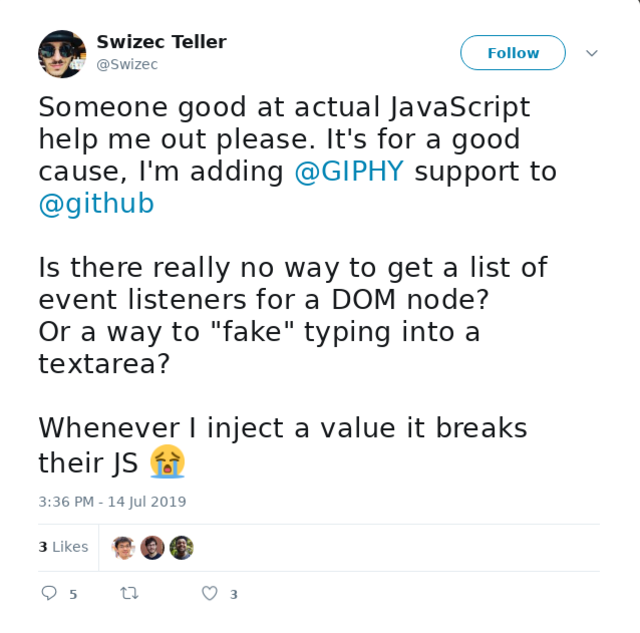 Swizec Teller
@Swizec
Follow
Someone good at actual JavaScript
help me out please. It's for a good
cause, I'm adding @GIPHY support to
@github
Is there really no way to get a list of
event listeners for a DOM node?
Or a way to "fake" typing into a
textarea?
Whenever I inject a value it breaks
their JS 😭
3:36 PM - 14 Jul 2019
3 Likes
5
3